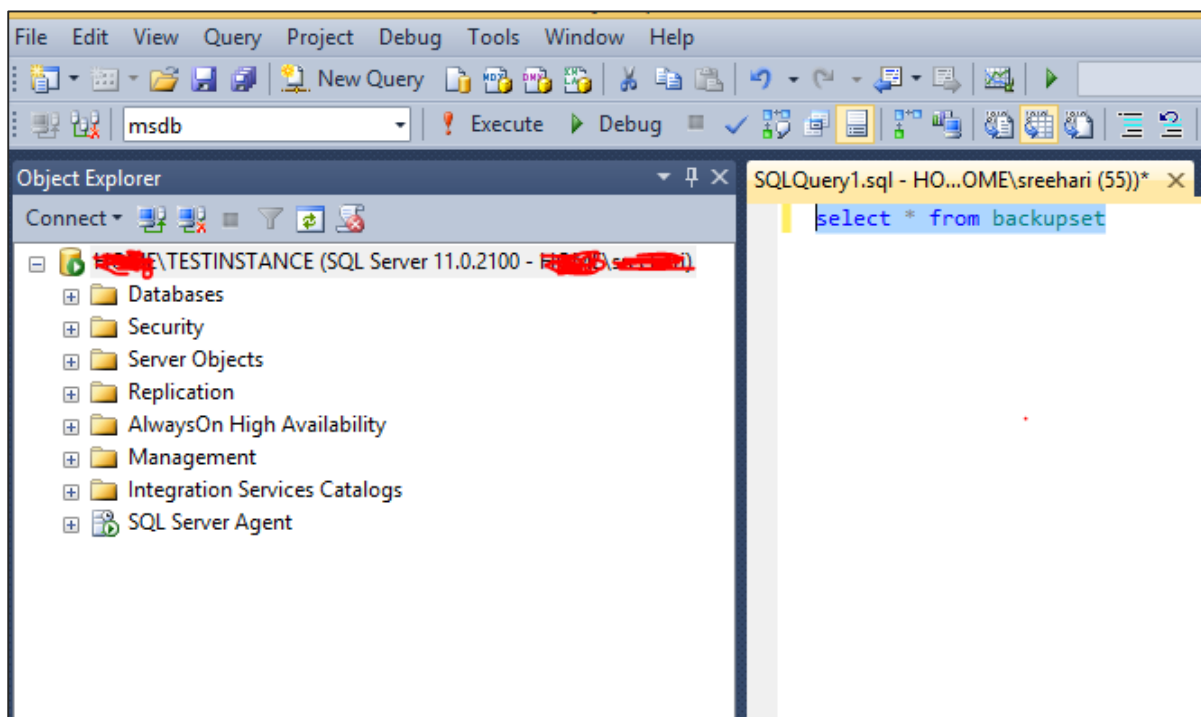 File Edit View Query Project Debug Tools Window Help
New Query
msdb Execute Debug
Object Explorer
Connect
\TESTINSTANCE (SQL Server 11.0.2100 -
Databases
Security
Server Objects
Replication
AlwaysOn High Availability
Management
Integration Services Catalogs
SQL Server Agent
SQLQuery1.sql - HO...OME\sreehari (55))*
select * from backupset